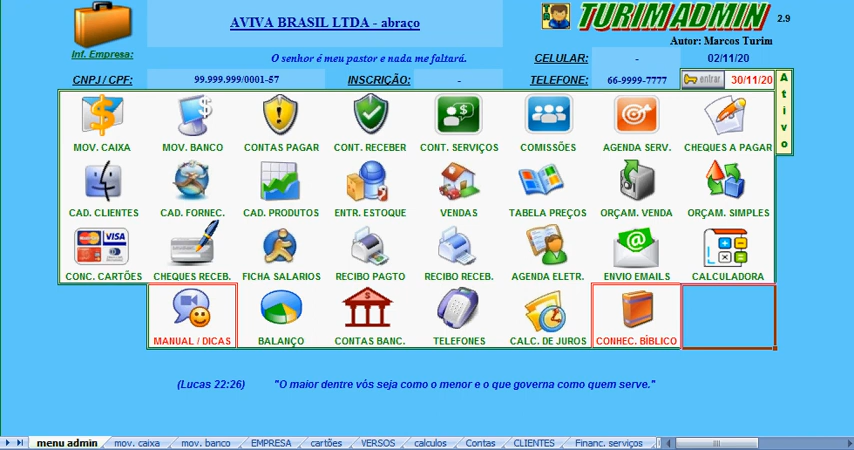 AVIVA BRASIL LTDA - abraço
TURIM ADMIN 2.9
Autor: Marcos Turim
Inf. Empresa:
O senhor é meu pastor e nada me faltará.
CELULAR: -
02/11/20
CNPJ / CPF: 99.999.999/0001-57
INSCRIÇÃO: -
TELEFONE: 66-9999-7777
entrar 30/11/20
Ativo
MOV. CAIXA MOV. BANCO CONTAS PAGAR CONT. RECEBER CONT. SERVIÇOS COMISSÕES AGENDA SERV. CHEQUES A PAGAR
CAD. CLIENTES CAD. FORNEC. CAD. PRODUTOS ENTR. ESTOQUE VENDAS TABELA PREÇOS ORÇAM. VENDA ORÇAM. SIMPLES
VISA
CONC. CARTÕES CHEQUES RECEB. FICHA SALARIOS RECIBO PAGTO RECIBO RECEB. AGENDA ELETR. ENVIO EMAILS CALCULADORA
MANUAL / DICAS BALANÇO CONTAS BANC. TELEFONES CALC. DE JUROS CONHEC. BÍBLICO
(Lucas 22:26) "O maior dentre vós seja como o menor e o que governa como quem serve."
menu admin mov. caixa mov. banco EMPRESA cartões VERSOS calculos Contas CLIENTES Financ. serviços